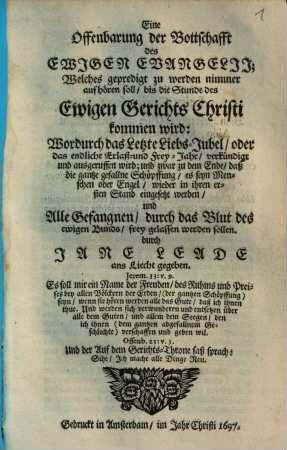 1
Eine
Offenbarung der Bottschafft
des
EWIGEN EVANGELII;
Welches gepredigt zu werden nimmer
aufhören soll/ bis die Stunde des
Ewigen Gerichts Christi
kommen wird:
Wordurch das Letzte Liebs-Jubel/ oder
das endliche Erlaß-und Frey-Jahr/ verkündigt
und ausgeruffen wird; und zwar zu dem Ende/ daß
die gantze gefallne Schöpffung/ es seyn Men-
schen oder Engel/ wieder in ihren er-
sten Stand eingesetzt werden/
und
Alle Gefangnen/ durch das Blut des
ewigen Bunds/ frey gelassen werden sollen.
durch
JANE LEADE
ans Liecht gegeben.
Jerem. 33: v. 9.
Es soll mir ein Name der Freuden/ des Ruhms und Prei-
ses bey allen Völckern der Erden/ (der gantzen Schöpffung)
seyn/ wenn sie hören werden alle das Gute/ daß ich ihnen
thue. Und werden sich verwundern und entsetzen über
alle dem Guten/ und allem dem Seegen/ den
ich ihnen (dem gantzen abgefallnem Ge-
schlechte) verschaffen und geben wil.
Offenb. 21: v. 5.
Und der Auf dem Gerichts-Throne saß sprach:
Sihe/ Ich mache alle Dinge Neu.
Gedruckt in Amsterdam/ im Jahr Christi 1697.